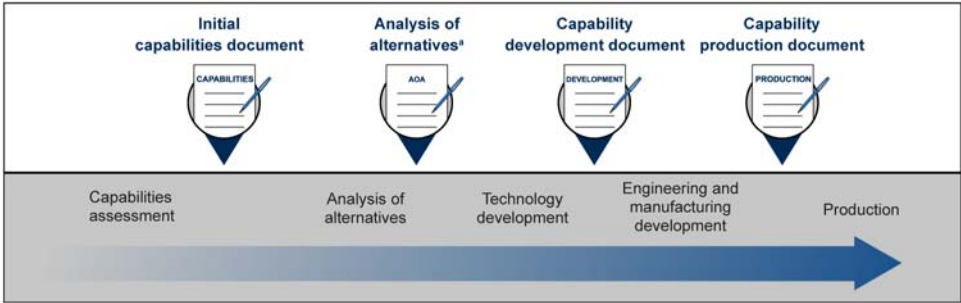 Initial
capabilities document
Analysis of
alternativesª
Capability
development document
Capability
production document
CAPABILITIES
AOA
DEVELOPMENT
PRODUCTION
Capabilities
assessment
Analysis of
alternatives
Technology
development
Engineering and
manufacturing
development
Production